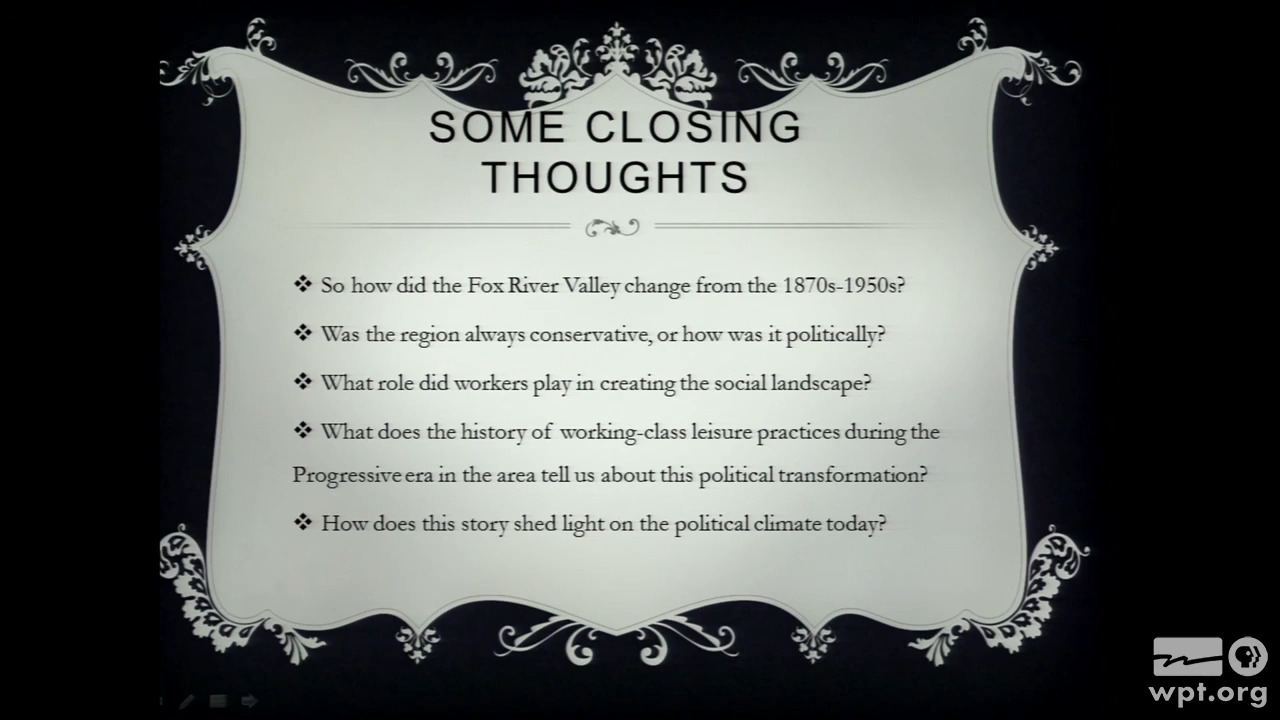 SOME CLOSING
THOUGHTS
❖ So how did the Fox River Valley change from the 1870s-1950s?
❖ Was the region always conservative, or how was it politically?
❖ What role did workers play in creating the social landscape?
❖ What does the history of working-class leisure practices during the
Progressive era in the area tell us about this political transformation?
❖ How does this story shed light on the political climate today?
wpt.org